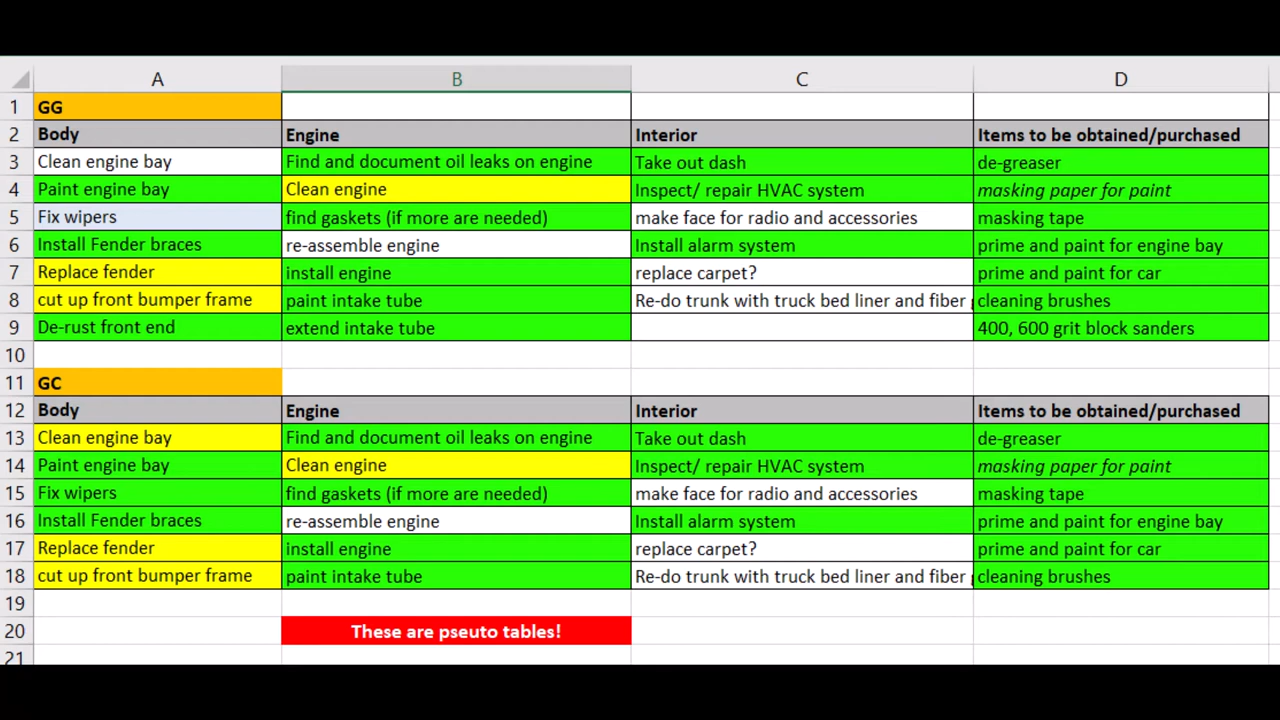 A B C D
1 GG
2 Body Engine Interior Items to be obtained/purchased
3 Clean engine bay Find and document oil leaks on engine Take out dash de-greaser
4 Paint engine bay Clean engine Inspect/ repair HVAC system masking paper for paint
5 Fix wipers find gaskets (if more are needed) make face for radio and accessories masking tape
6 Install Fender braces re-assemble engine Install alarm system prime and paint for engine bay
7 Replace fender install engine replace carpet? prime and paint for car
8 cut up front bumper frame paint intake tube Re-do trunk with truck bed liner and fiber cleaning brushes
9 De-rust front end extend intake tube 400, 600 grit block sanders
10
11 GC
12 Body Engine Interior Items to be obtained/purchased
13 Clean engine bay Find and document oil leaks on engine Take out dash de-greaser
14 Paint engine bay Clean engine Inspect/ repair HVAC system masking paper for paint
15 Fix wipers find gaskets (if more are needed) make face for radio and accessories masking tape
16 Install Fender braces re-assemble engine Install alarm system prime and paint for engine bay
17 Replace fender install engine replace carpet? prime and paint for car
18 cut up front bumper frame paint intake tube Re-do trunk with truck bed liner and fiber cleaning brushes
19
20 These are pseuto tables!
21